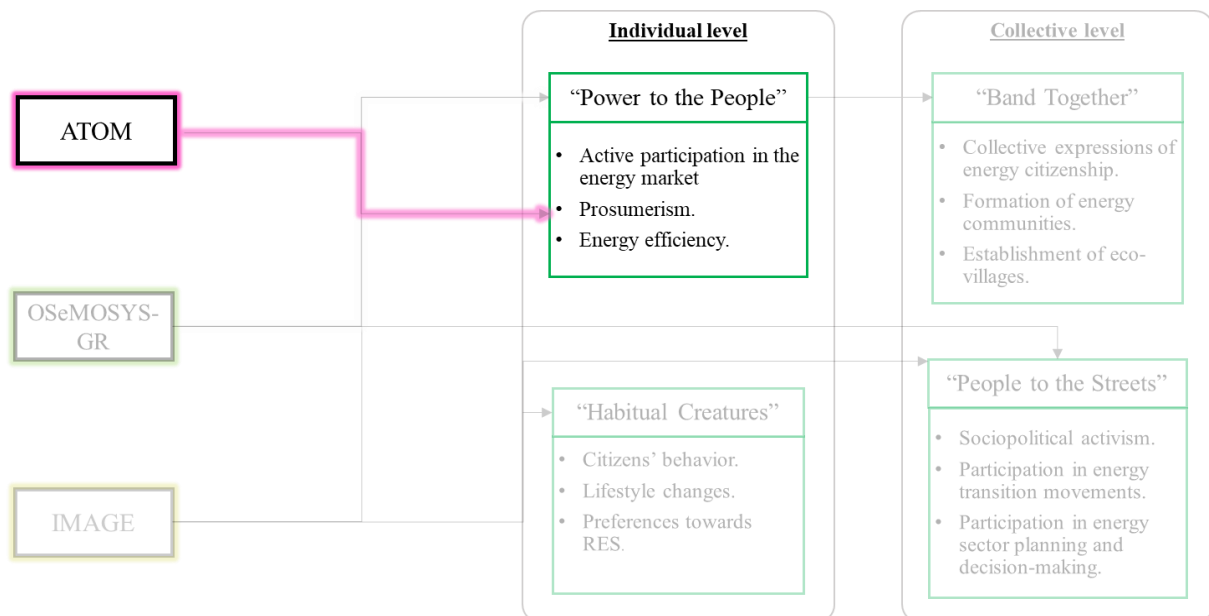 Individual level
Collective level
ATOM
“Power to the People”
• Active participation in the
energy market
• Prosumerism.
• Energy efficiency.
“Band Together”
• Collective expressions of
energy citizenship.
• Formation of energy
communities.
• Establishment of eco-
villages.
OSeMOSYS-
GR
“People to the Streets”
• Sociopolitical activism.
• Participation in energy
transition movements.
• Participation in energy
sector planning and
decision-making.
“Habitual Creatures”
• Citizens’ behavior.
• Lifestyle changes.
• Preferences towards
RES.
IMAGE